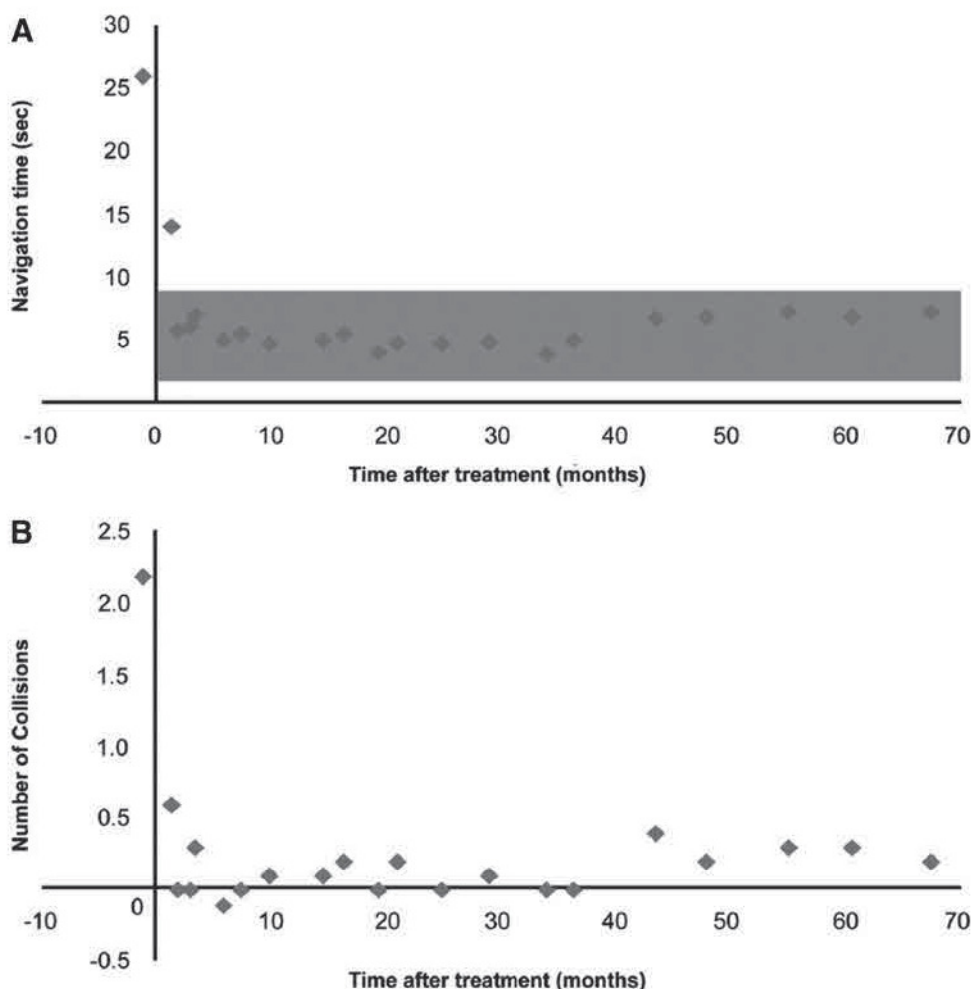 A
30
25
20
15
10
5
Navigation time (sec)
-10 0 10 20 30 40 50 60 70
Time after treatment (months)
B
2.5
2.0
1.5
1.0
0.5
0
-0.5
Number of Collisions
-10 10 20 30 40 50 60 70
Time after treatment (months)